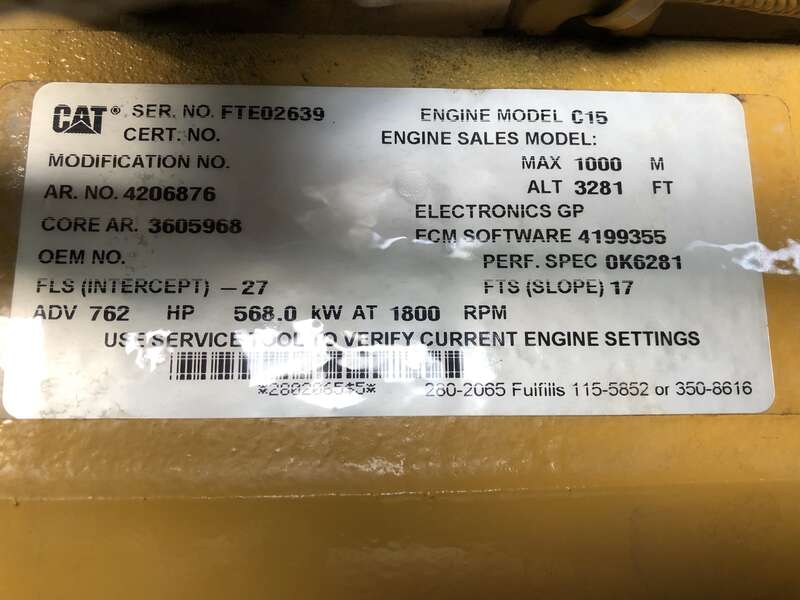 CAT® SER. NO. FTE02639 ENGINE MODEL C15
CERT. NO. ENGINE SALES MODEL:
MODIFICATION NO. MAX 1000 M
AR. NO. 4206876 ALT 3281 FT
ELECTRONICS GP
CORE AR. 3605968 ECM SOFTWARE 4199355
OEM NO. PERF. SPEC 0K6281
FLS (INTERCEPT) -27 FTS (SLOPE) 17
ADV 762 HP 568.0 kW AT 1800 RPM
USE SERVICE TOOL TO VERIFY CURRENT ENGINE SETTINGS
280-2065 Fulfills 115-5852 or 350-8616